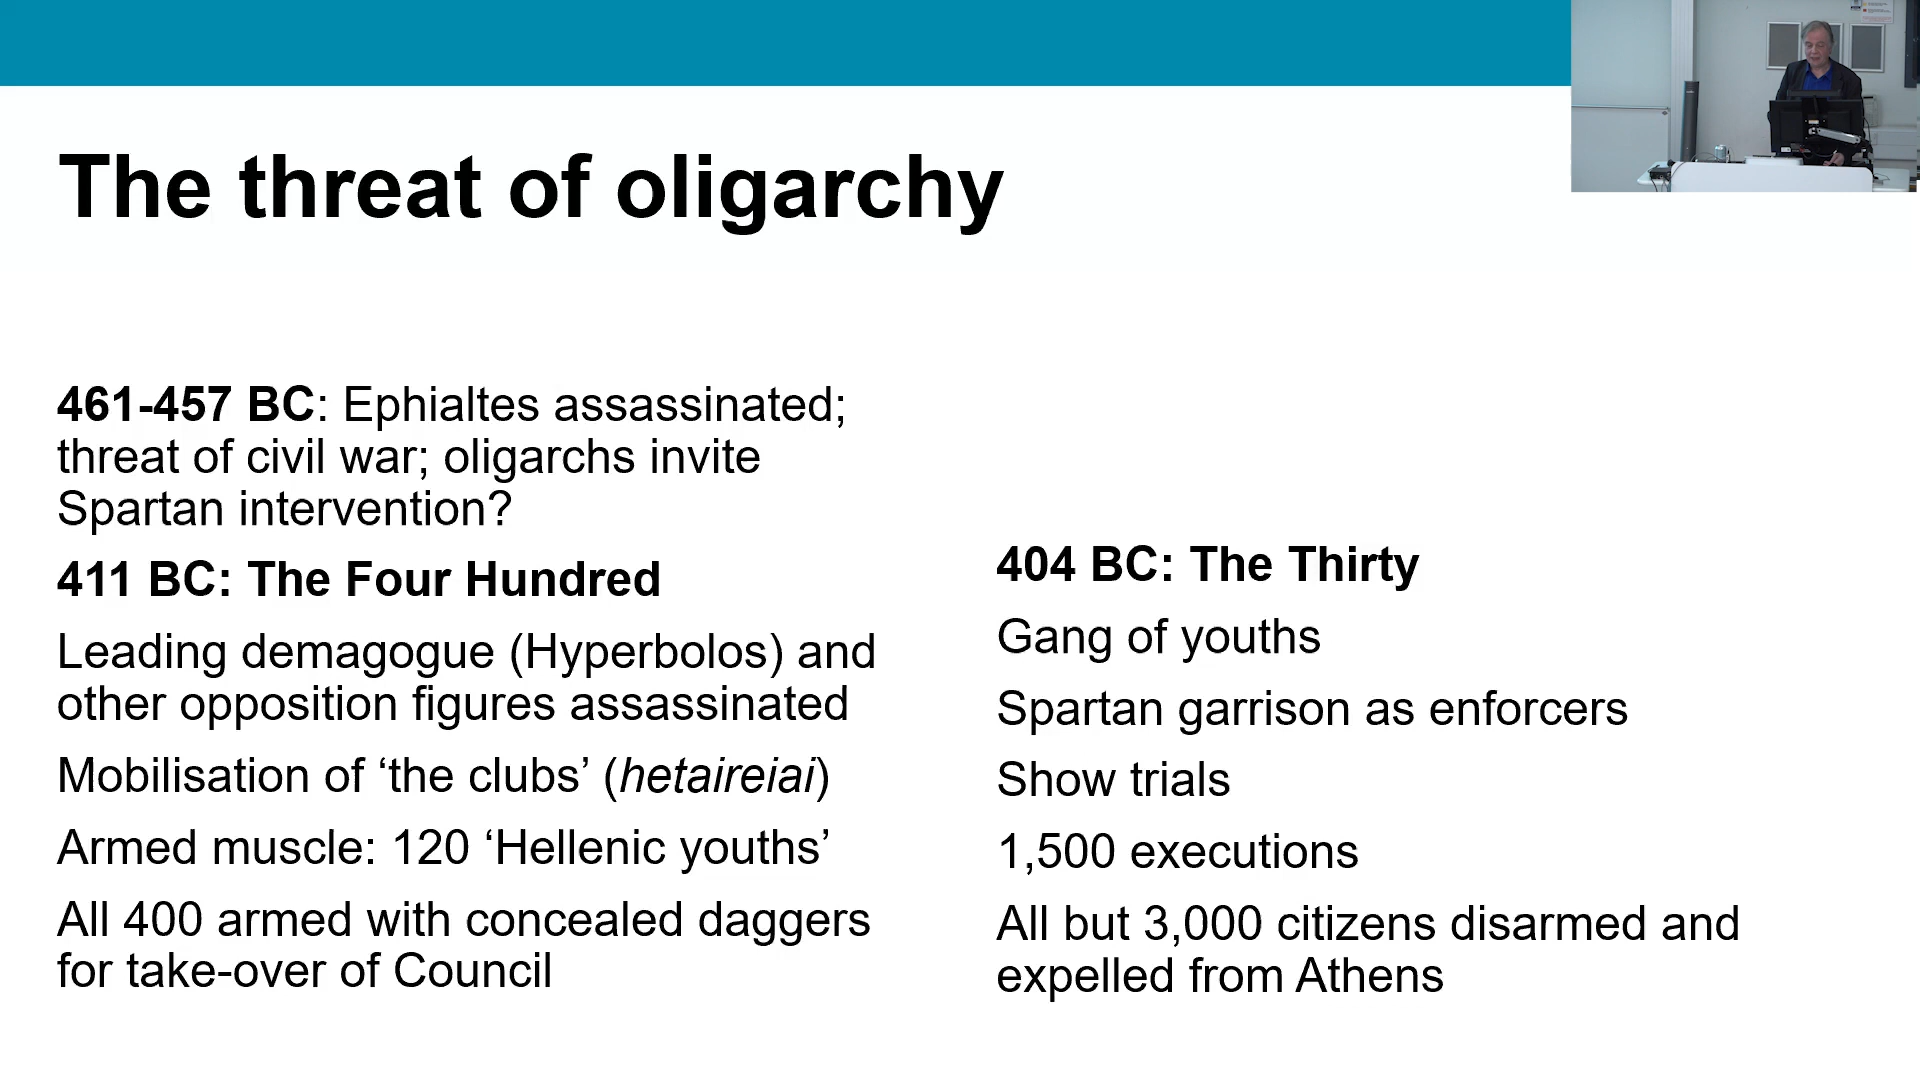 The threat of oligarchy
461-457 BC: Ephialtes assassinated;
threat of civil war; oligarchs invite
Spartan intervention?
411 BC: The Four Hundred
Leading demagogue (Hyperbolos) and
other opposition figures assassinated
Mobilisation of ‘the clubs’ (hetaireiai)
Armed muscle: 120 ‘Hellenic youths’
All 400 armed with concealed daggers
for take-over of Council
404 BC: The Thirty
Gang of youths
Spartan garrison as enforcers
Show trials
1,500 executions
All but 3,000 citizens disarmed and
expelled from Athens